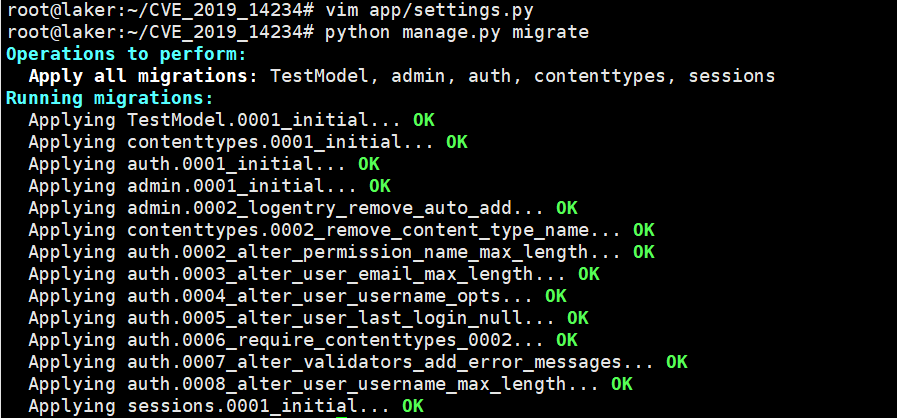 root@laker:~/CVE_2019_14234# vim app/settings.py
root@laker:~/CVE_2019_14234# python manage.py migrate
Operations to perform:
  Apply all migrations: TestModel, admin, auth, contenttypes, sessions
Running migrations:
  Applying TestModel.0001_initial... OK
  Applying contenttypes.0001_initial... OK
  Applying auth.0001_initial... OK
  Applying admin.0001_initial... OK
  Applying admin.0002_logentry_remove_auto_add... OK
  Applying contenttypes.0002_remove_content_type_name... OK
  Applying auth.0002_alter_permission_name_max_length... OK
  Applying auth.0003_alter_user_email_max_length... OK
  Applying auth.0004_alter_user_username_opts... OK
  Applying auth.0005_alter_user_last_login_null... OK
  Applying auth.0006_require_contenttypes_0002... OK
  Applying auth.0007_alter_validators_add_error_messages... OK
  Applying auth.0008_alter_user_username_max_length... OK
  Applying sessions.0001_initial... OK